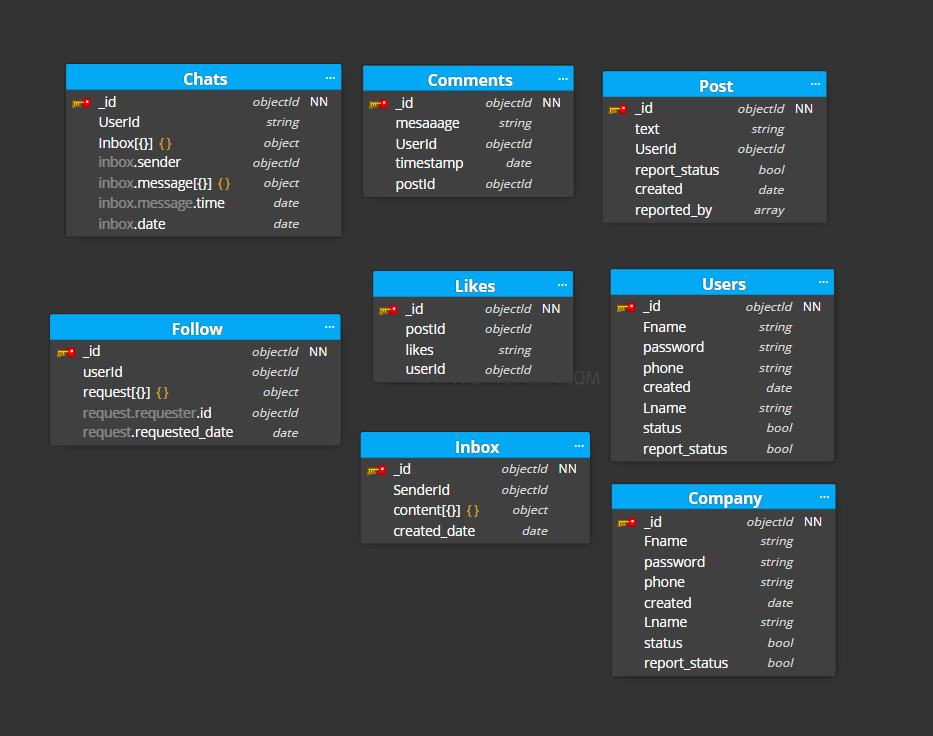 Chats ...
_id objectId NN
UserId string
Inbox[{}] {} object
inbox.sender objectId
inbox.message[{}] {} object
inbox.message.time date
inbox.date date
Comments ...
_id objectId NN
mesaaage string
UserId objectId
timestamp date
postId objectId
Post ...
_id objectId NN
text string
UserId objectId
report_status bool
created date
reported_by array
Follow ...
_id objectId NN
userId objectId
request[{}] {} object
request.requester.id objectId
request.requested_date date
Likes ...
_id objectId NN
postId objectId
likes string
userId objectId
Users ...
_id objectId NN
Fname string
password string
phone string
created date
Lname string
status bool
report_status bool
Inbox ...
_id objectId NN
SenderId objectId
content[{}] {} object
created_date date
Company ...
_id objectId NN
Fname string
password string
phone string
created date
Lname string
status bool
report_status bool